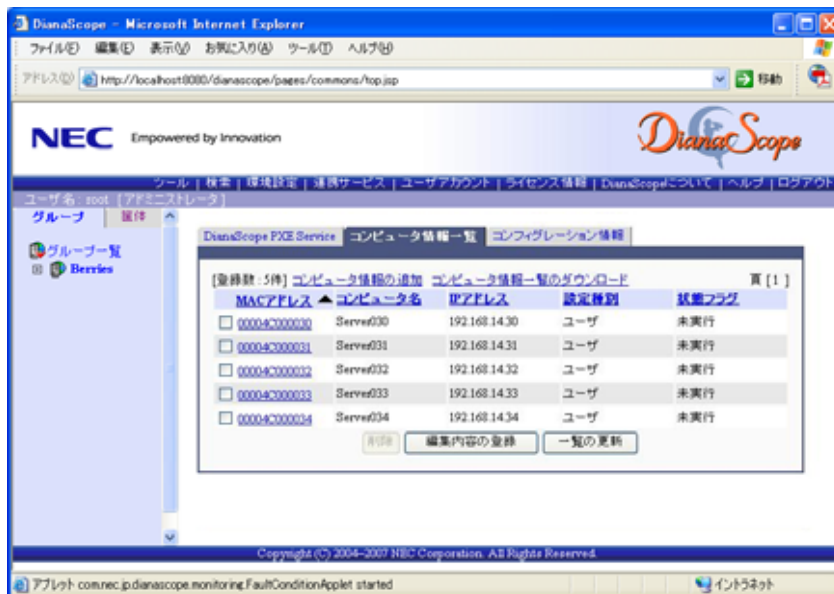 DianaScope - Microsoft Internet Explorer
ファイル(F) 編集(E) 表示(V) お気に入り(A) ツール(T) ヘルプ(H)
アドレス(D) http://localhost:8080/dianascope/pages/commons/top.jsp 移動
NEC Empowered by Innovation DianaScope
ツール | 検索 | 環境設定 | 連携サービス | ユーザアカウント | ライセンス情報 | DianaScopeについて | ヘルプ | ログアウト
ユーザ名 : root [アドミニストレータ]
グループ 筐体
グループ一覧
Berries
DianaScope PXE Service コンピュータ情報一覧 コンフィグレーション情報
[登録数 : 5件] コンピュータ情報の追加 コンピュータ情報一覧のダウンロード 頁 [1 ]
MACアドレス ▲ コンピュータ名 IPアドレス 設定種別 状態フラグ
00004C000030 Server030 192.168.14.30 ユーザ 未実行
00004C000031 Server031 192.168.14.31 ユーザ 未実行
00004C000032 Server032 192.168.14.32 ユーザ 未実行
00004C000033 Server033 192.168.14.33 ユーザ 未実行
00004C000034 Server034 192.168.14.34 ユーザ 未実行
削除 編集内容の登録 一覧の更新
Copyright (C) 2004-2007 NEC Corporation. All Rights Reserved.
アプレット com.nec.jp.dianascope.monitoring.FaultConditionApplet started イントラネット